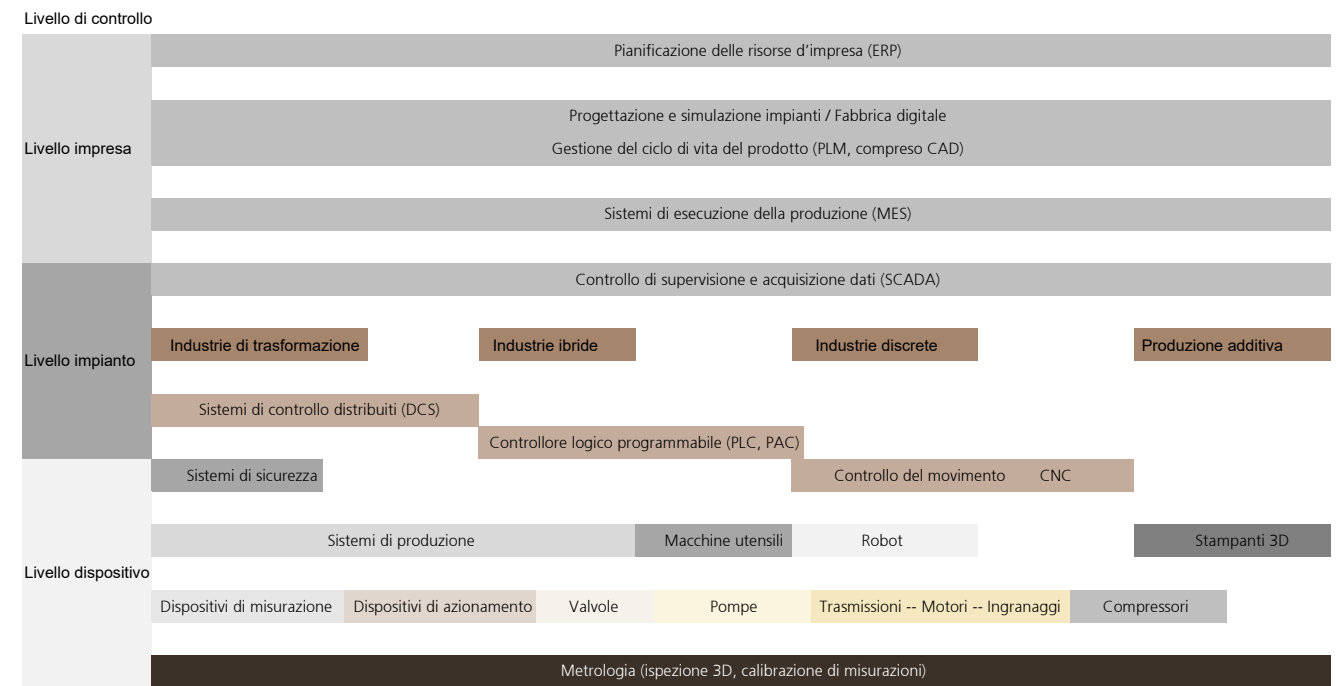 Livello di controllo
Pianificazione delle risorse d’impresa (ERP)
Progettazione e simulazione impianti / Fabbrica digitale
Livello impresa
Gestione del ciclo di vita del prodotto (PLM, compreso CAD)
Sistemi di esecuzione della produzione (MES)
Controllo di supervisione e acquisizione dati (SCADA)
Industrie di trasformazione
Industrie ibride
Industrie discrete
Produzione additiva
Livello impianto
Sistemi di controllo distribuiti (DCS)
Controllore logico programmabile (PLC, PAC)
Sistemi di sicurezza
Controllo del movimento CNC
Sistemi di produzione
Macchine utensili
Robot
Stampanti 3D
Livello dispositivo
Dispositivi di misurazione
Dispositivi di azionamento
Valvole
Pompe
Trasmissioni -- Motori -- Ingranaggi
Compressori
Metrologia (ispezione 3D, calibrazione di misurazioni)